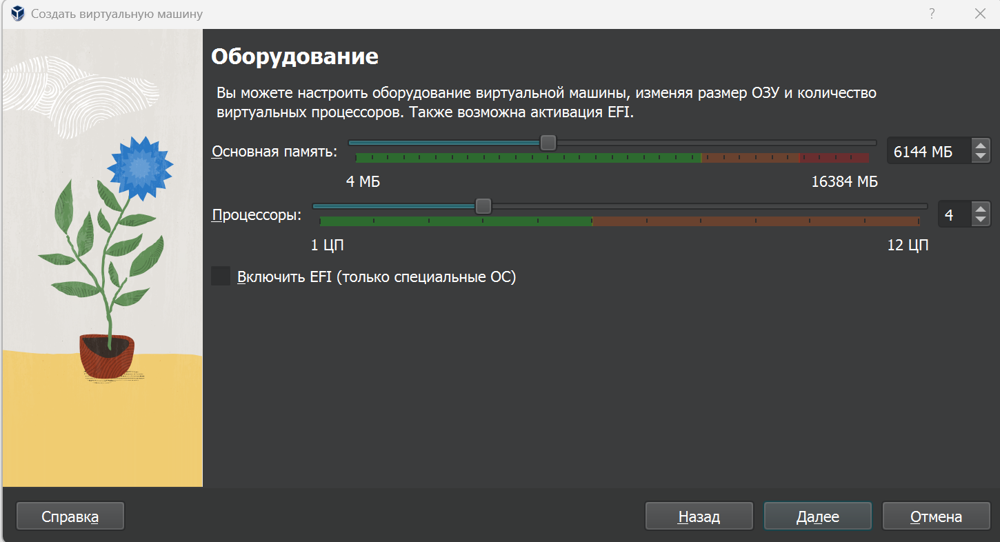 Создать виртуальную машину
?
Оборудование
Вы можете настроить оборудование виртуальной машины, изменяя размер ОЗУ и количество
виртуальных процессоров. Также возможна активация EFI.
Основная память:
6144 МБ
4 МБ
16384 МБ
Процессоры:
4
1 ЦП
12 ЦП
Включить EFI (только специальные ОС)
Справка
Назад
Далее
Отмена